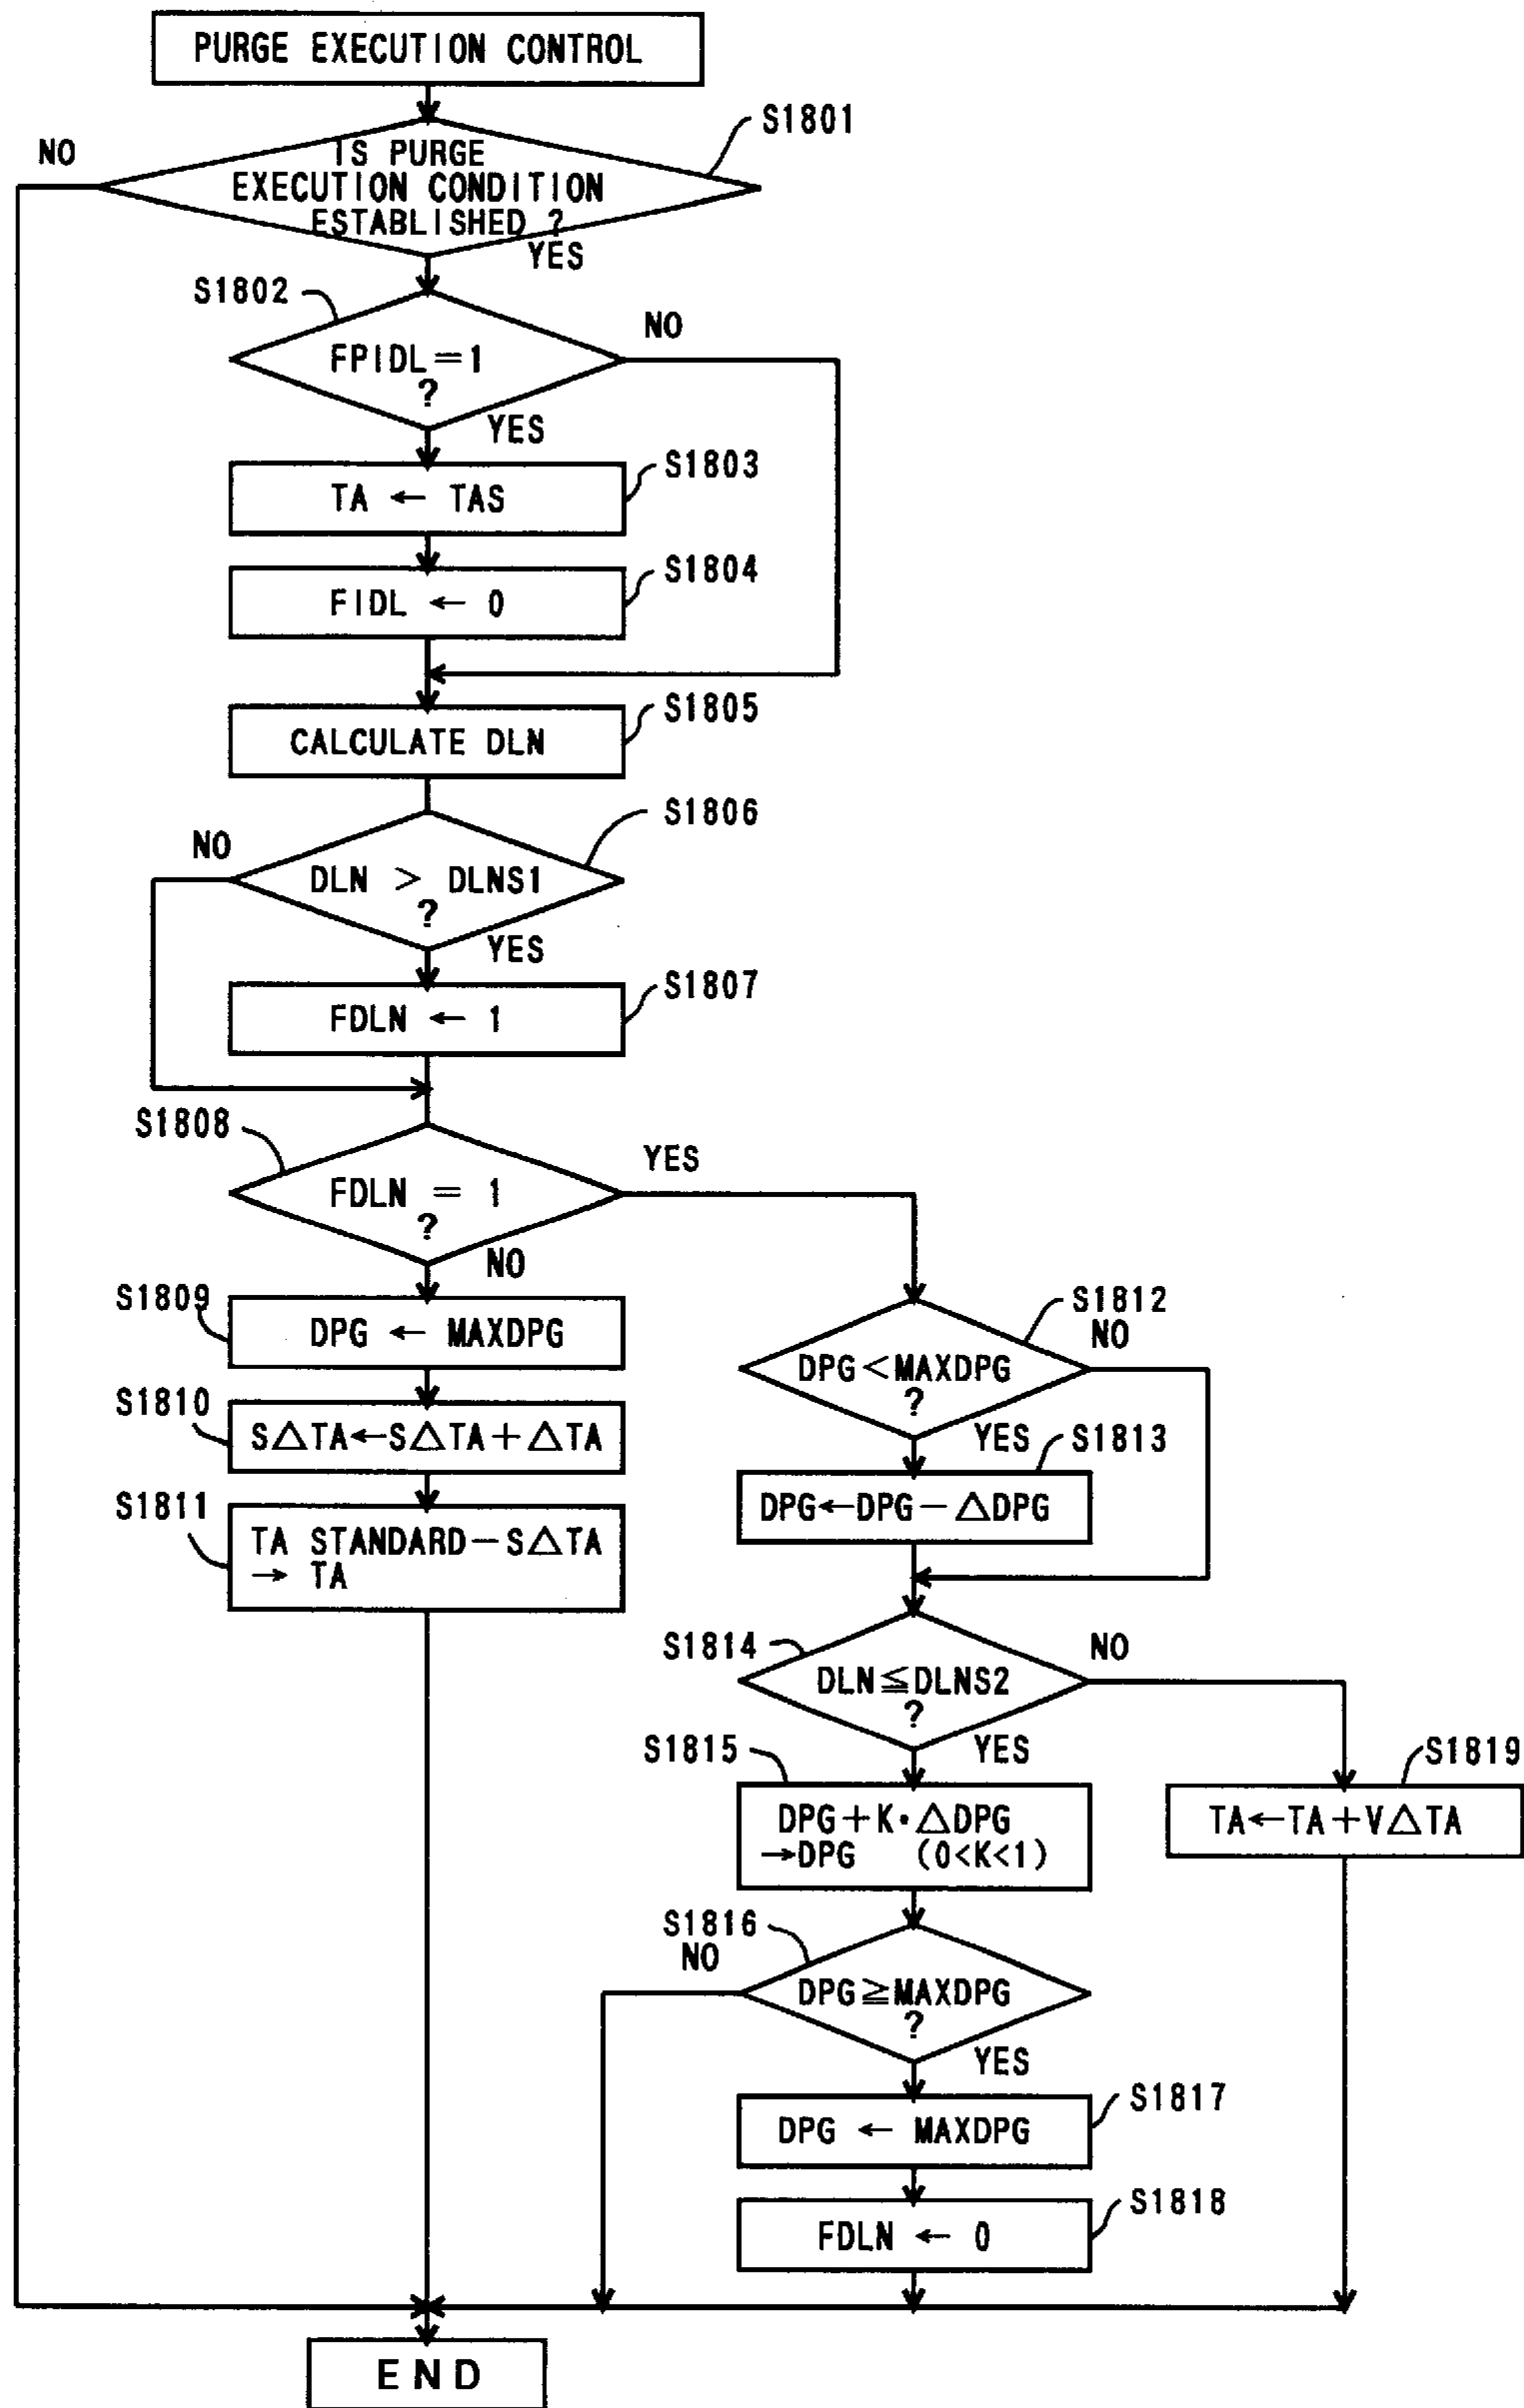 PURGE EXECUTION CONTROL
S1801
NO
IS PURGE
EXECUTION CONDITION
ESTABLISHED ?
YES
S1802
NO
FPIDL=1
?
YES
S1803
TA ← TAS
S1804
FIDL ← 0
S1805
CALCULATE DLN
S1806
NO
DLN > DLNS1
?
YES
S1807
FDLN ← 1
S1808
YES
FDLN = 1
?
NO
S1809
DPG ← MAXDPG
S1810
S△TA←S△TA+△TA
S1811
TA STANDARD−S△TA
→ TA
S1812
NO
DPG<MAXDPG
?
YES
S1813
DPG←DPG−△DPG
S1814
NO
DLN≦DLNS2
?
YES
S1815
DPG+K・△DPG
→DPG (0<K<1)
S1819
TA←TA+V△TA
S1816
NO
DPG≧MAXDPG
?
YES
S1817
DPG ← MAXDPG
S1818
FDLN ← 0
END